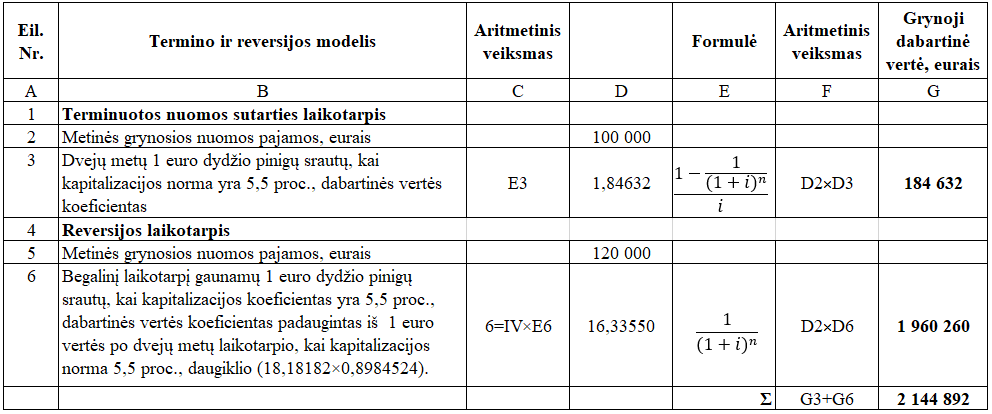 Eil. Nr. | Termino ir reversijos modelis | Aritmetinis veiksmas | | Formulė | Aritmetinis veiksmas | Grynoji dabartinė vertė, eurais
A | B | C | D | E | F | G
1 | Terminuotos nuomos sutarties laikotarpis
2 | Metinės grynosios nuomos pajamos, eurais | | 100 000
3 | Dvejų metų 1 euro dydžio pinigų srautų, kai
kapitalizacijos norma yra 5,5 proc., dabartinės vertės
koeficientas | E3 | 1,84632 | \frac{1-\frac{1}{(1+i)^n}}{i} | D2×D3 | 184 632
4 | Reversijos laikotarpis
5 | Metinės grynosios nuomos pajamos, eurais | | 120 000
6 | Begalinį laikotarpį gaunamų 1 euro dydžio pinigų
srautų, kai kapitalizacijos koeficientas yra 5,5 proc.,
dabartinės vertės koeficientas padaugintas iš 1 euro
vertės po dvejų metų laikotarpio, kai kapitalizacijos
norma 5,5 proc., daugiklio (18,18182×0,8984524). | 6=IV×E6 | 16,33550 | \frac{1}{(1+i)^n} | D2×D6 | 1 960 260
Σ | G3+G6 | 2 144 892